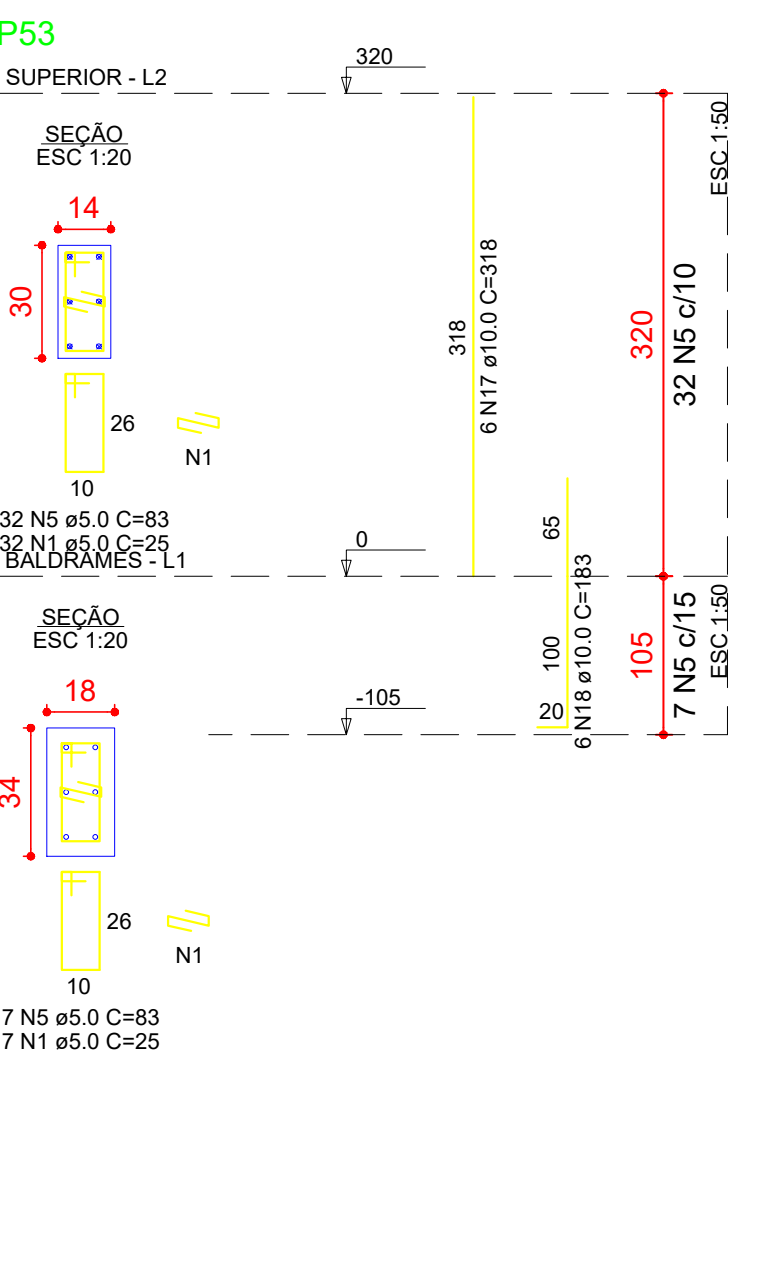 P53
320
SUPERIOR - L2
SEÇÃO
ESC 1:20
14
30
26
N1
10
32 N5 ø5.0 C=83
32 N1 ø5.0 C=25
318
6 N17 ø10.0 C=318
320
32 N5 c/10
ESC 1:50
0
BALDRAMES - L1
SEÇÃO
ESC 1:20
18
34
26
N1
10
7 N5 ø5.0 C=83
7 N1 ø5.0 C=25
-105
65
100
20
6 N18 ø10.0 C=183
105
7 N5 c/15
ESC 1:50